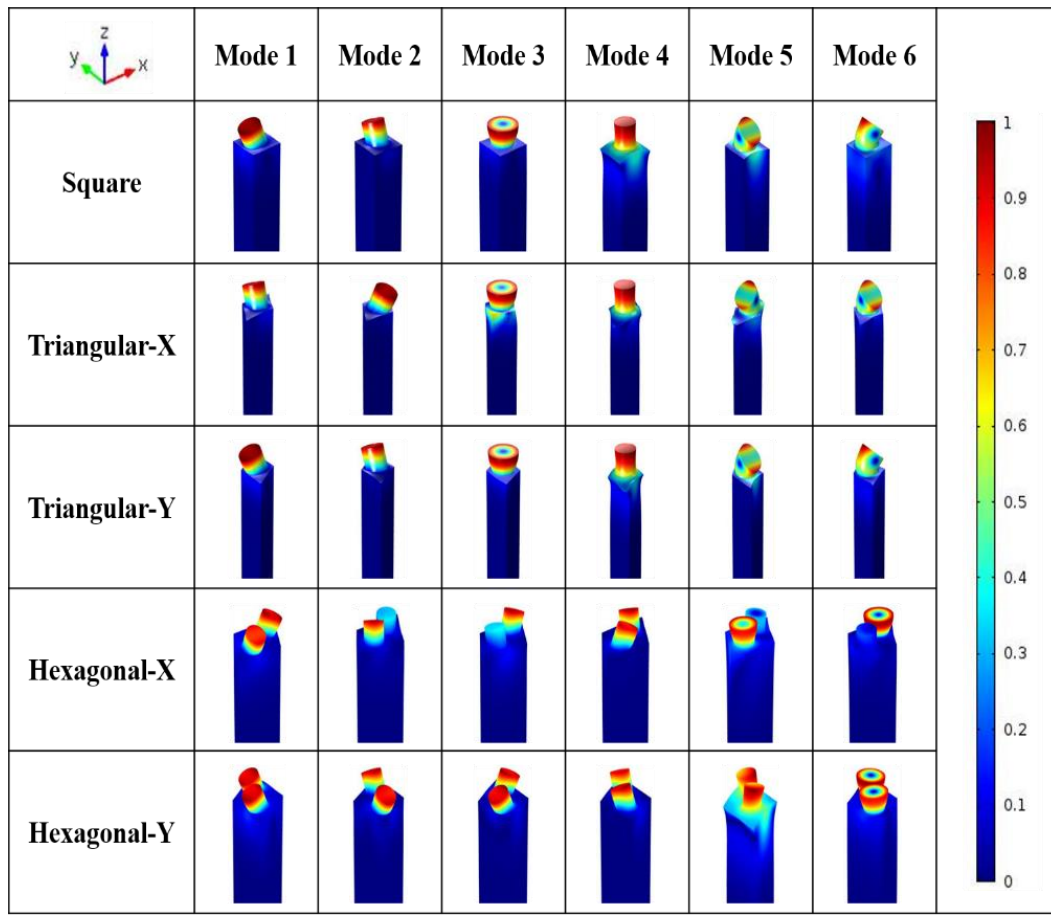 z
y
x
Mode 1 Mode 2 Mode 3 Mode 4 Mode 5 Mode 6
Square
Triangular-X
Triangular-Y
Hexagonal-X
Hexagonal-Y
1
0.9
0.8
0.7
0.6
0.5
0.4
0.3
0.2
0.1
0